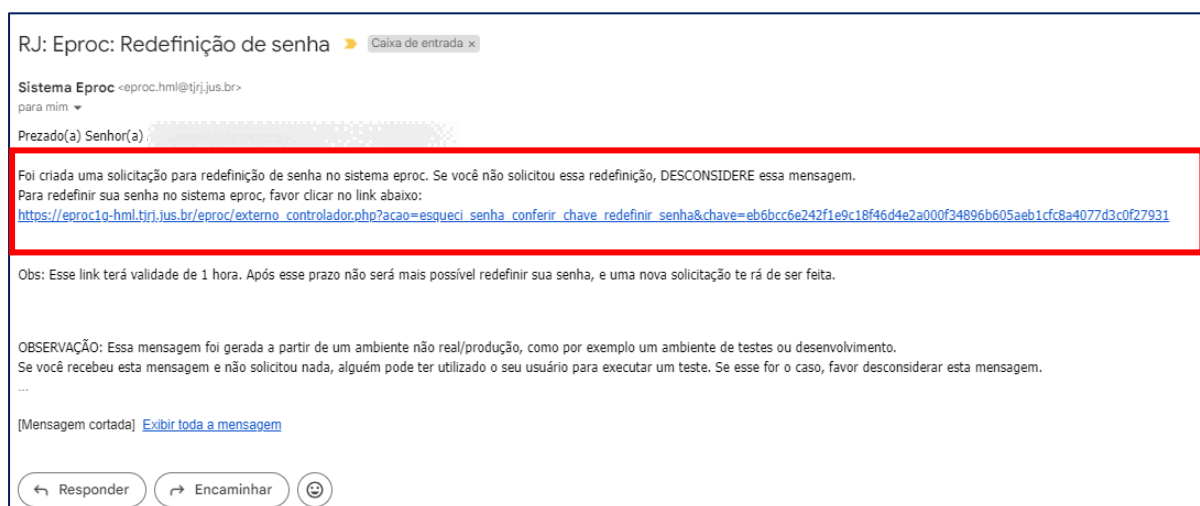 RJ: Eproc: Redefinição de senha Caixa de entrada ×
Sistema Eproc <eproc.hml@tjrj.jus.br>
para mim
Prezado(a) Senhor(a)
Foi criada uma solicitação para redefinição de senha no sistema eproc. Se você não solicitou essa redefinição, DESCONSIDERE essa mensagem.
Para redefinir sua senha no sistema eproc, favor clicar no link abaixo:
https://eproc1g-hml.tjrj.jus.br/eproc/externo_controlador.php?acao=esqueci_senha_conferir_chave_redefinir_senha&chave=eb6bcc6e242f1e9c18f46d4e2a000f34896b605aeb1cfc8a4077d3c0f27931
Obs: Esse link terá validade de 1 hora. Após esse prazo não será mais possível redefinir sua senha, e uma nova solicitação te rá de ser feita.
OBSERVAÇÃO: Essa mensagem foi gerada a partir de um ambiente não real/produção, como por exemplo um ambiente de testes ou desenvolvimento.
Se você recebeu esta mensagem e não solicitou nada, alguém pode ter utilizado o seu usuário para executar um teste. Se esse for o caso, favor desconsiderar esta mensagem.
...
[Mensagem cortada] Exibir toda a mensagem
Responder Encaminhar